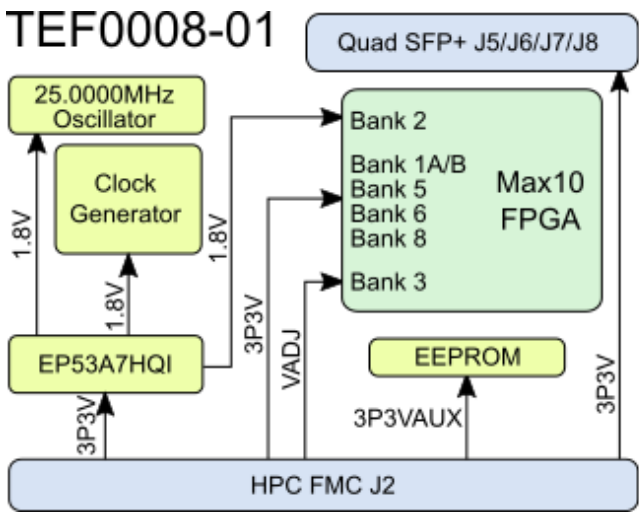 TEF0008-01
Quad SFP+ J5/J6/J7/J8
25.0000MHz
Oscillator
Clock
Generator
Bank 2
Bank 1A/B
Bank 5
Bank 6
Bank 8
Bank 3
Max10
FPGA
1.8V
1.8V
1.8V
3P3V
VADJ
EP53A7HQI
EEPROM
3P3V
3P3VAUX
3P3V
HPC FMC J2